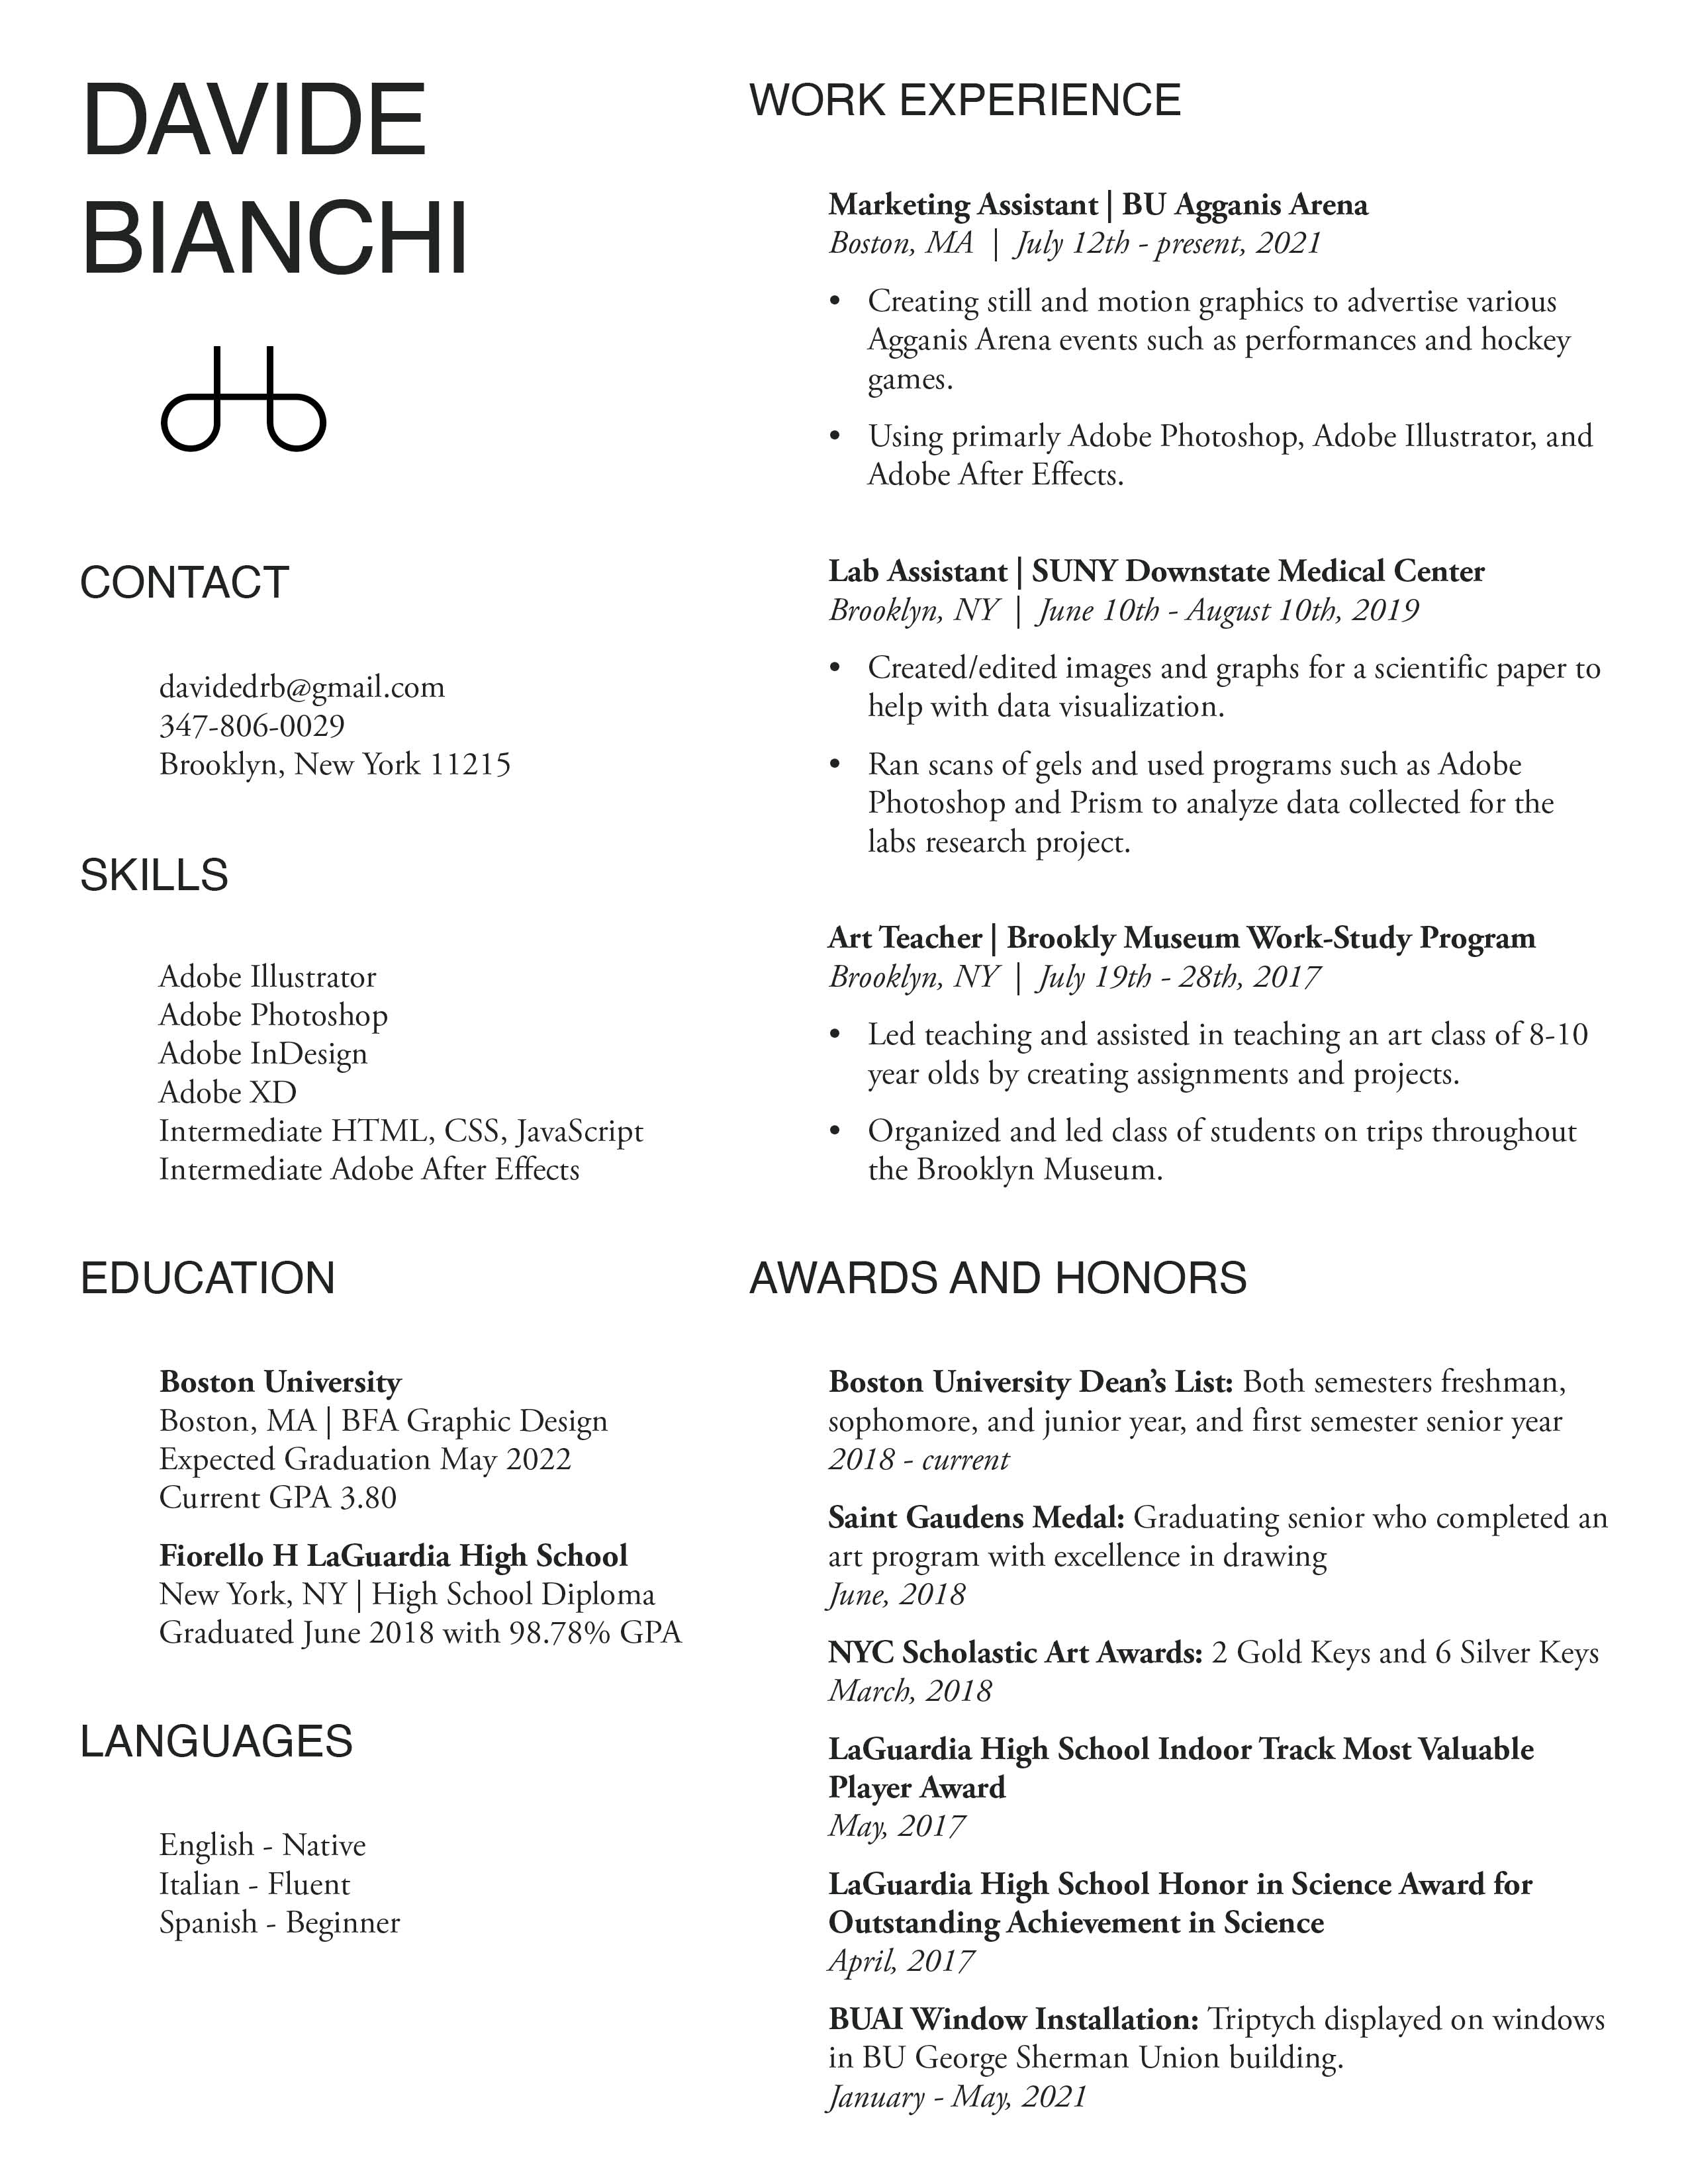 DAVIDE
BIANCHI
CONTACT
davidedrb@gmail.com
347-806-0029
Brooklyn, New York 11215
SKILLS
Adobe Illustrator
Adobe Photoshop
Adobe InDesign
Adobe XD
Intermediate HTML, CSS, JavaScript
Intermediate Adobe After Effects
EDUCATION
Boston University
Boston, MA | BFA Graphic Design
Expected Graduation May 2022
Current GPA 3.80
Fiorello H LaGuardia High School
New York, NY | High School Diploma
Graduated June 2018 with 98.78% GPA
LANGUAGES
English - Native
Italian - Fluent
Spanish - Beginner
WORK EXPERIENCE
Marketing Assistant | BU Agganis Arena
Boston, MA | July 12th - present, 2021
• Creating still and motion graphics to advertise various
Agganis Arena events such as performances and hockey
games.
• Using primarly Adobe Photoshop, Adobe Illustrator, and
Adobe After Effects.
Lab Assistant | SUNY Downstate Medical Center
Brooklyn, NY | June 10th - August 10th, 2019
• Created/edited images and graphs for a scientific paper to
help with data visualization.
• Ran scans of gels and used programs such as Adobe
Photoshop and Prism to analyze data collected for the
labs research project.
Art Teacher | Brookly Museum Work-Study Program
Brooklyn, NY | July 19th - 28th, 2017
• Led teaching and assisted in teaching an art class of 8-10
year olds by creating assignments and projects.
• Organized and led class of students on trips throughout
the Brooklyn Museum.
AWARDS AND HONORS
Boston University Dean’s List: Both semesters freshman,
sophomore, and junior year, and first semester senior year
2018 - current
Saint Gaudens Medal: Graduating senior who completed an
art program with excellence in drawing
June, 2018
NYC Scholastic Art Awards: 2 Gold Keys and 6 Silver Keys
March, 2018
LaGuardia High School Indoor Track Most Valuable
Player Award
May, 2017
LaGuardia High School Honor in Science Award for
Outstanding Achievement in Science
April, 2017
BUAI Window Installation: Triptych displayed on windows
in BU George Sherman Union building.
January - May, 2021